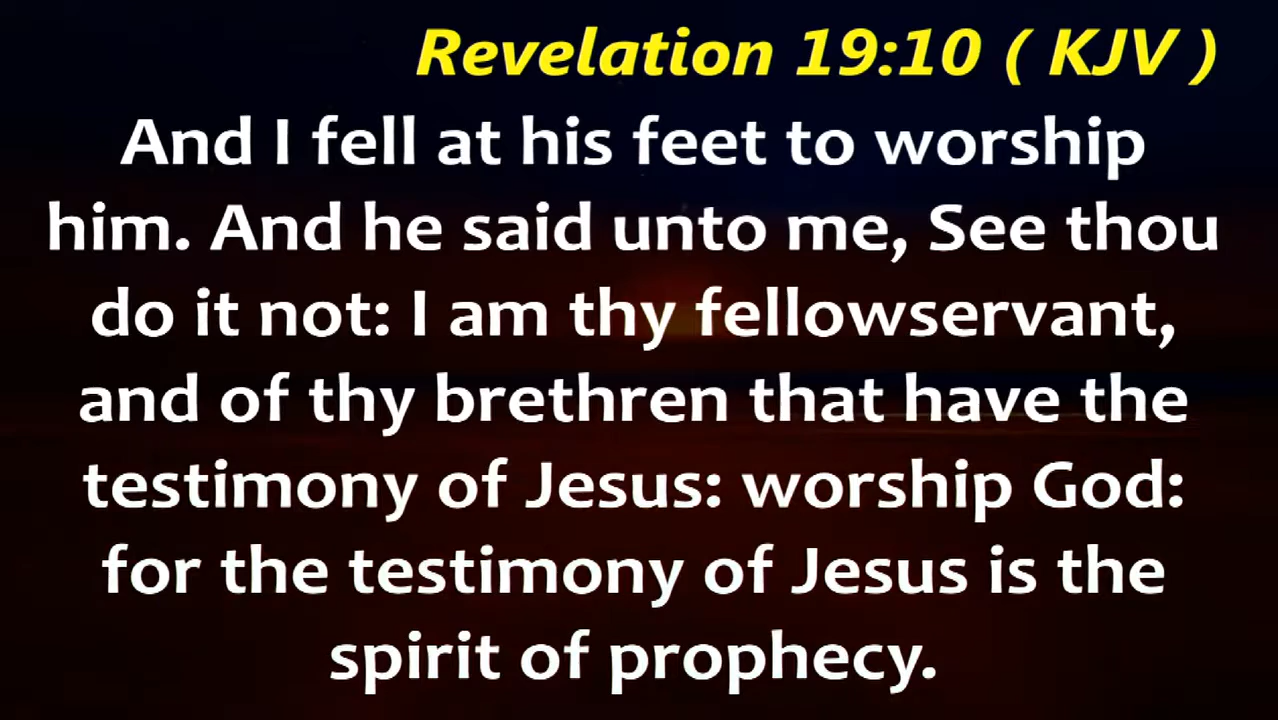 Revelation 19:10 ( KJV )
And I fell at his feet to worship
him. And he said unto me, See thou
do it not: I am thy fellowservant,
and of thy brethren that have the
testimony of Jesus: worship God:
for the testimony of Jesus is the
spirit of prophecy.